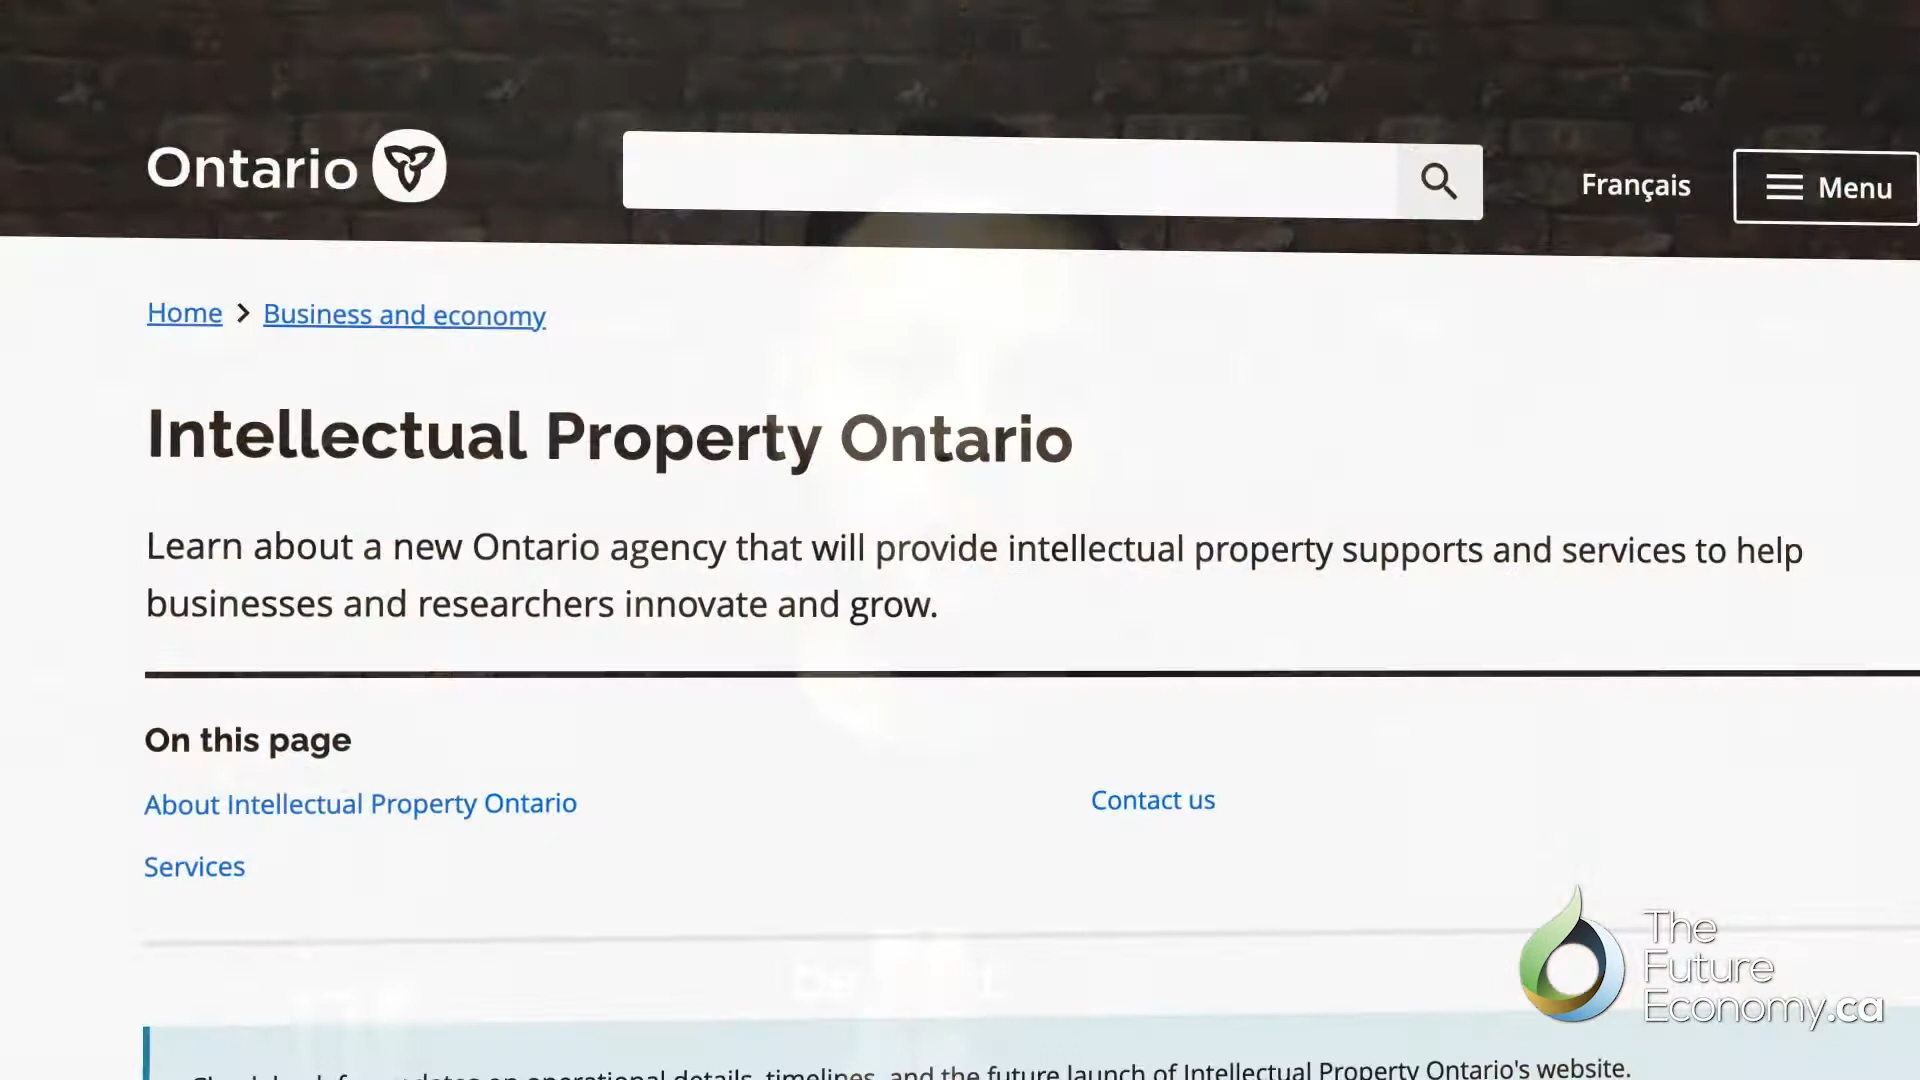 Ontario
Français
Menu
Home > Business and economy
Intellectual Property Ontario
Learn about a new Ontario agency that will provide intellectual property supports and services to help
businesses and researchers innovate and grow.
On this page
About Intellectual Property Ontario
Contact us
Services
The
Future
Economy.ca
operational details, timelines, and the future launch of Intellectual Property Ontario's website.